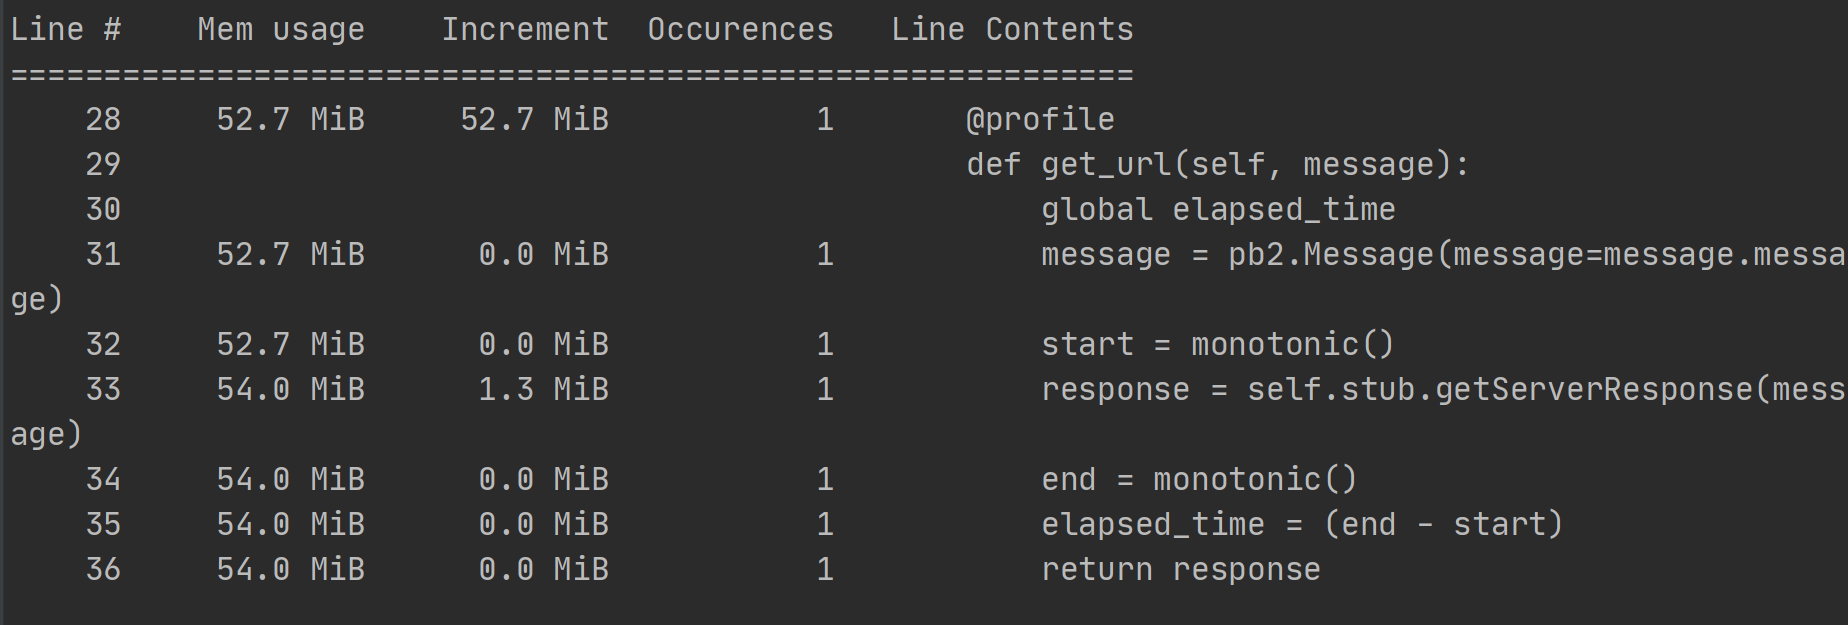 Line #    Mem usage    Increment  Occurences   Line Contents
============================================================
    28     52.7 MiB     52.7 MiB           1       @profile
    29                                             def get_url(self, message):
    30                                                 global elapsed_time
    31     52.7 MiB      0.0 MiB           1           message = pb2.Message(message=message.messa
ge)
    32     52.7 MiB      0.0 MiB           1           start = monotonic()
    33     54.0 MiB      1.3 MiB           1           response = self.stub.getServerResponse(mess
age)
    34     54.0 MiB      0.0 MiB           1           end = monotonic()
    35     54.0 MiB      0.0 MiB           1           elapsed_time = (end - start)
    36     54.0 MiB      0.0 MiB           1           return response